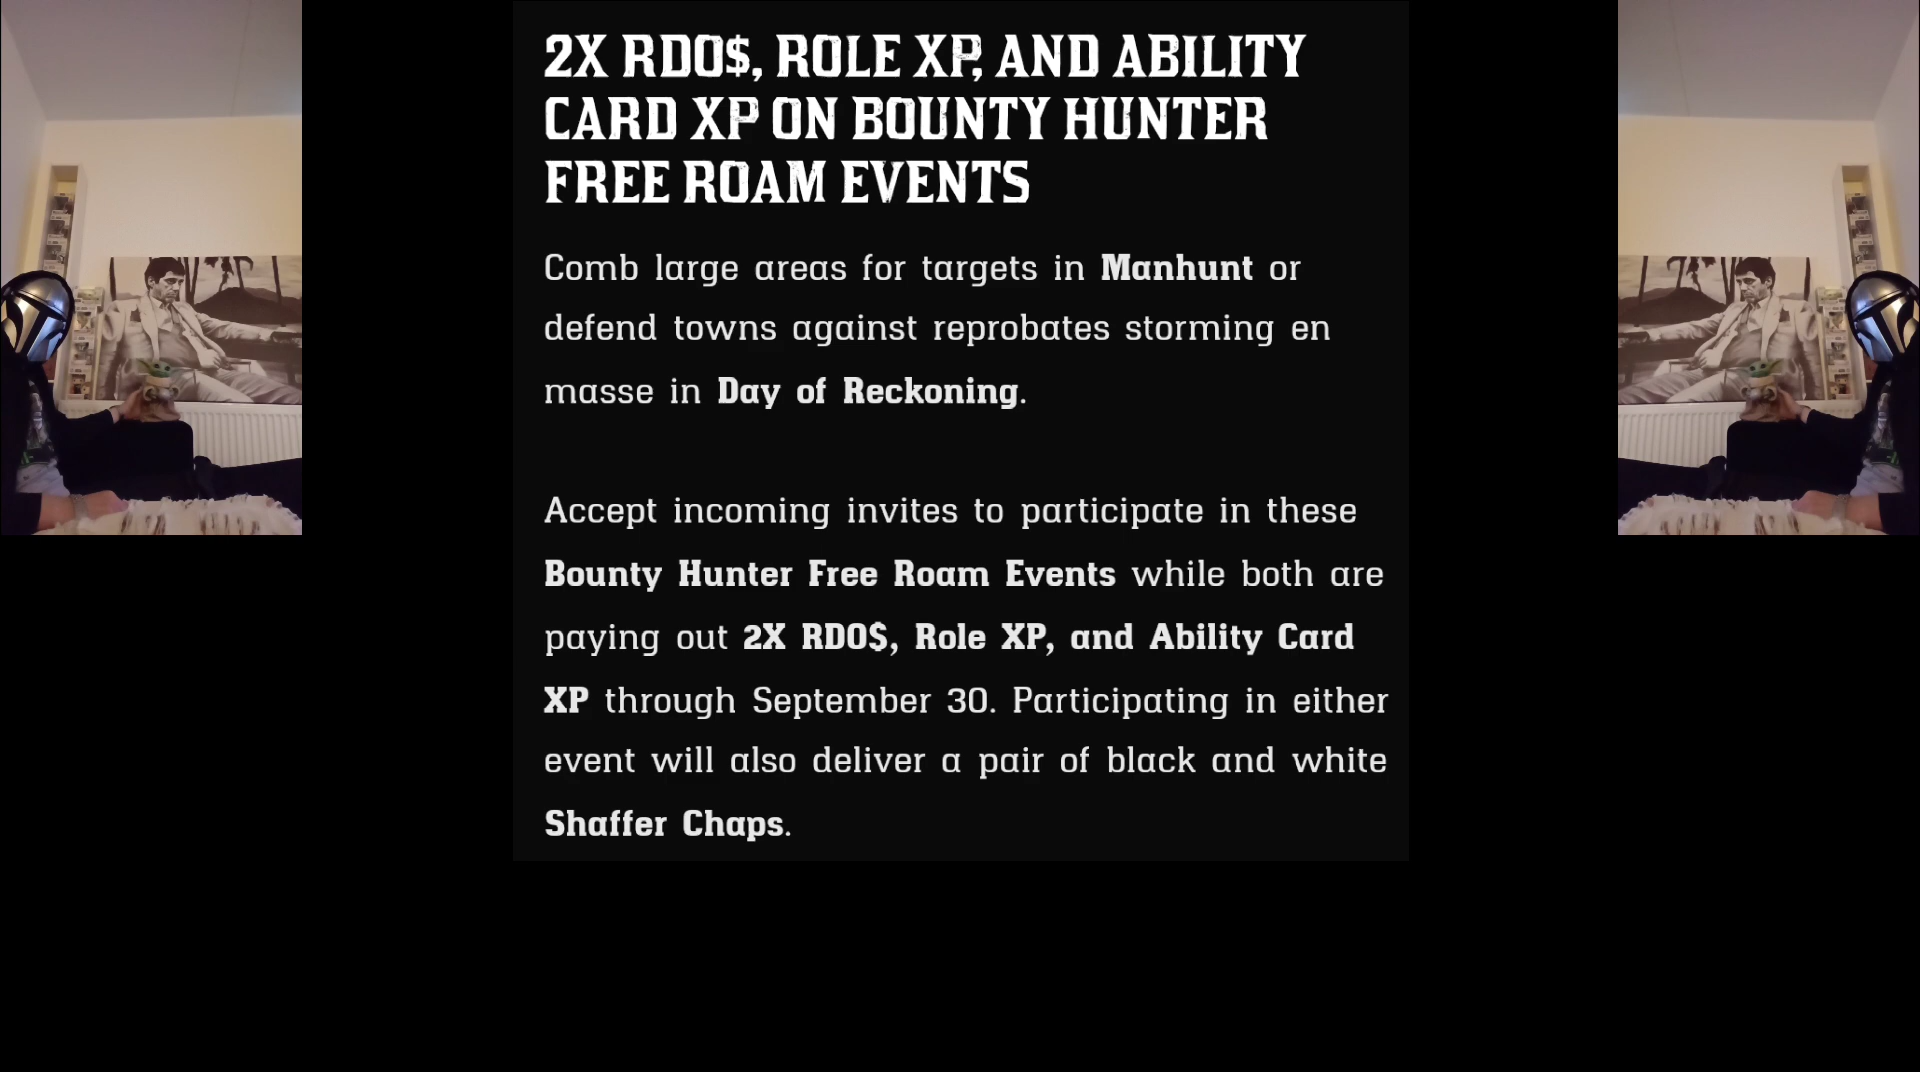 2X RDO$, ROLE XP, AND ABILITY
CARD XP ON BOUNTY HUNTER
FREE ROAM EVENTS
Comb large areas for targets in Manhunt or
defend towns against reprobates storming en
masse in Day of Reckoning.
Accept incoming invites to participate in these
Bounty Hunter Free Roam Events while both are
paying out 2X RDO$, Role XP, and Ability Card
XP through September 30. Participating in either
event will also deliver a pair of black and white
Shaffer Chaps.